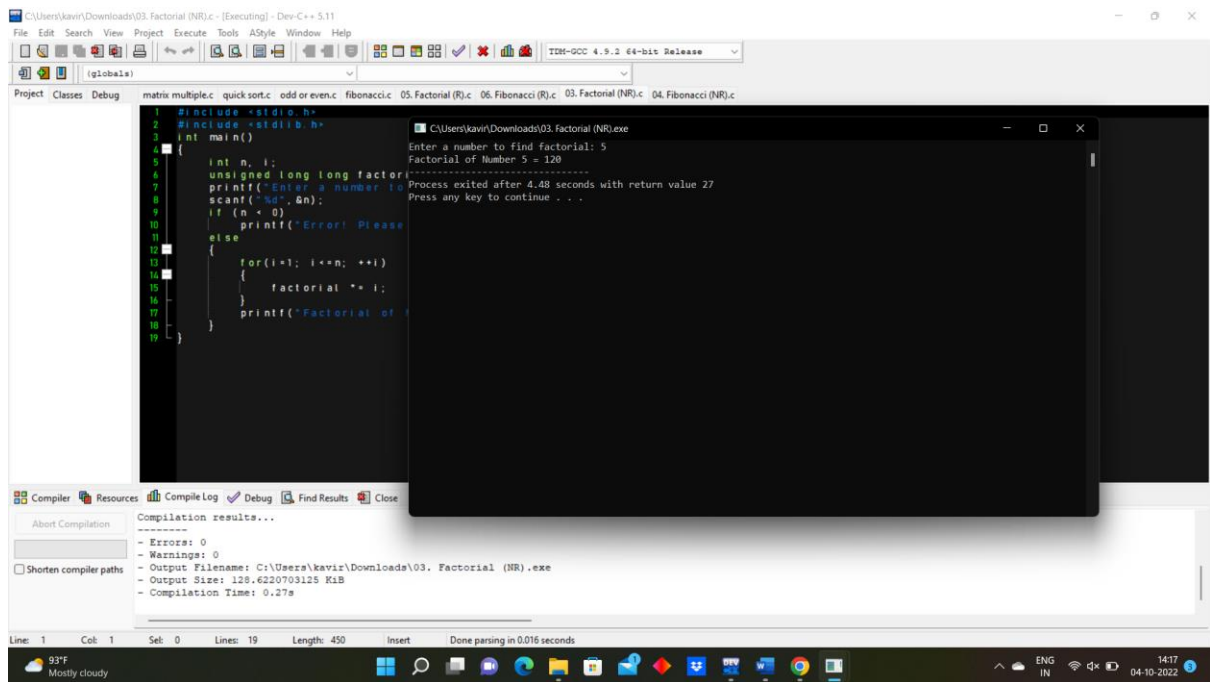 C:\Users\kavir\Downloads\03. Factorial (NR).c - [Executing] - Dev-C++ 5.11
File Edit Search View Project Execute Tools AStyle Window Help
TDM-GCC 4.9.2 64-bit Release
(globals)
Project Classes Debug matrix multiple.c quick sort.c odd or even.c fibonacci.c 05. Factorial (R).c 06. Fibonacci (R).c 03. Factorial (NR).c 04. Fibonacci (NR).c
1 #include <stdio.h>
2 #include <stdlib.h>
3 int main()
4 {
5 int n, i;
6 unsigned long long factori
7 printf("Enter a number to
8 scanf("%d", &n);
9 if (n < 0)
10 printf("Error! Please
11 else
12 {
13 for(i=1; i<=n; ++i)
14 {
15 factorial *= i;
16 }
17 printf("Factorial of
18 }
19 }
C:\Users\kavir\Downloads\03. Factorial (NR).exe
Enter a number to find factorial: 5
Factorial of Number 5 = 120
--------------------------------
Process exited after 4.48 seconds with return value 27
Press any key to continue . . .
Compiler Resources Compile Log Debug Find Results Close
Abort Compilation
Shorten compiler paths
Compilation results...
--------
- Errors: 0
- Warnings: 0
- Output Filename: C:\Users\kavir\Downloads\03. Factorial (NR).exe
- Output Size: 128.6220703125 KiB
- Compilation Time: 0.27s
Line: 1 Col: 1 Sel: 0 Lines: 19 Length: 450 Insert Done parsing in 0.016 seconds
93°F
Mostly cloudy
DEV
ENG
IN
14:17
04-10-2022
3